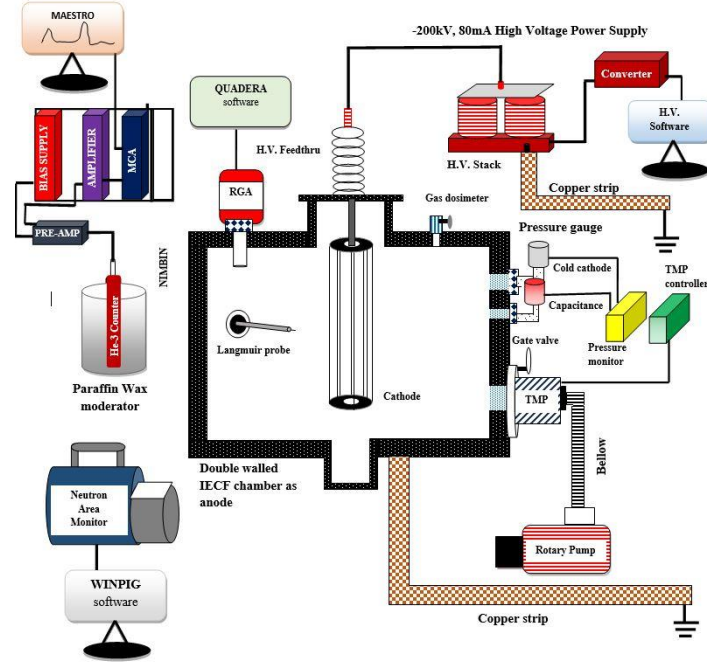 MAESTRO
-200kV, 80mA High Voltage Power Supply
QUADERA
software
H.V. Feedthru
Converter
H.V.
Software
H.V. Stack
BIAS SUPPLY
AMPLIFIER
MCA
RGA
Gas dosimeter
Copper strip
PRE-AMP
NIMBIN
Pressure gauge
Cold cathode
TMP
controller
Capacitance
He-3 Counter
Langmuir probe
Gate valve
Pressure
monitor
Paraffin Wax
moderator
Cathode
TMP
Double walled
IECF chamber as
anode
Bellow
Neutron
Area
Monitor
Rotary Pump
WINPIG
software
Copper strip